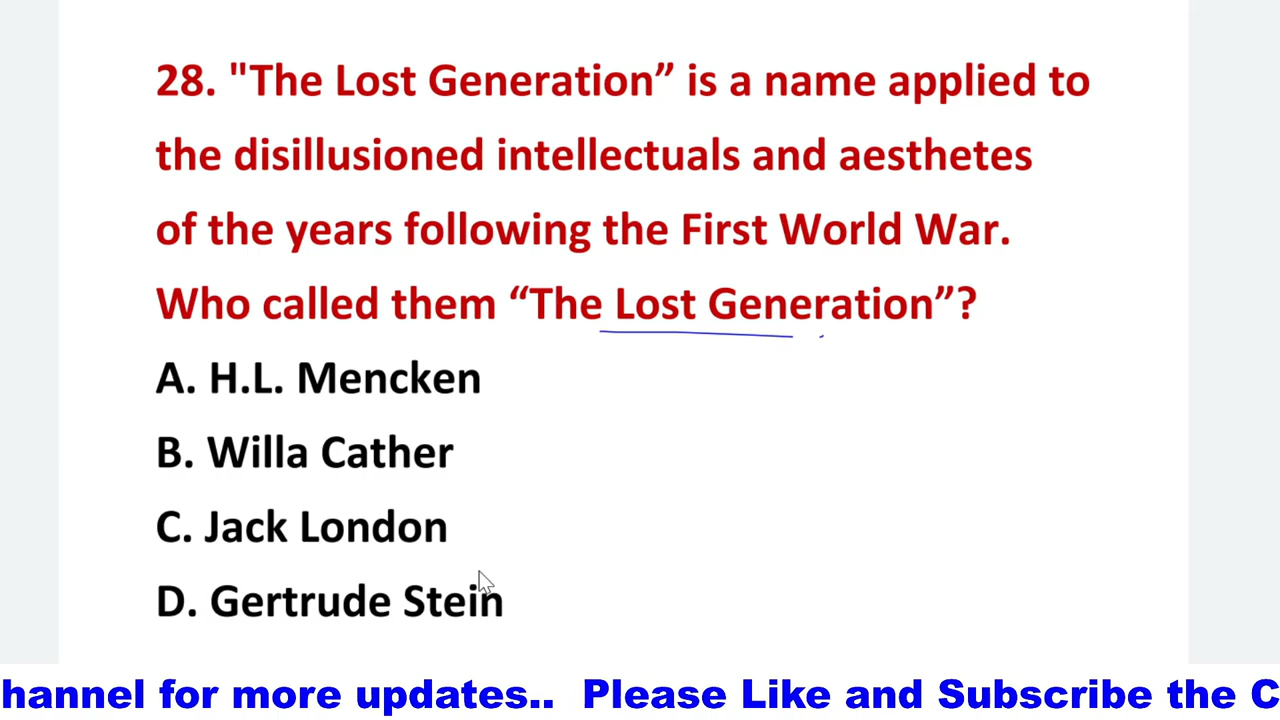 28. "The Lost Generation” is a name applied to
the disillusioned intellectuals and aesthetes
of the years following the First World War.
Who called them “The Lost Generation”?
A. H.L. Mencken
B. Willa Cather
C. Jack London
D. Gertrude Stein
hannel for more updates.. Please Like and Subscribe the C